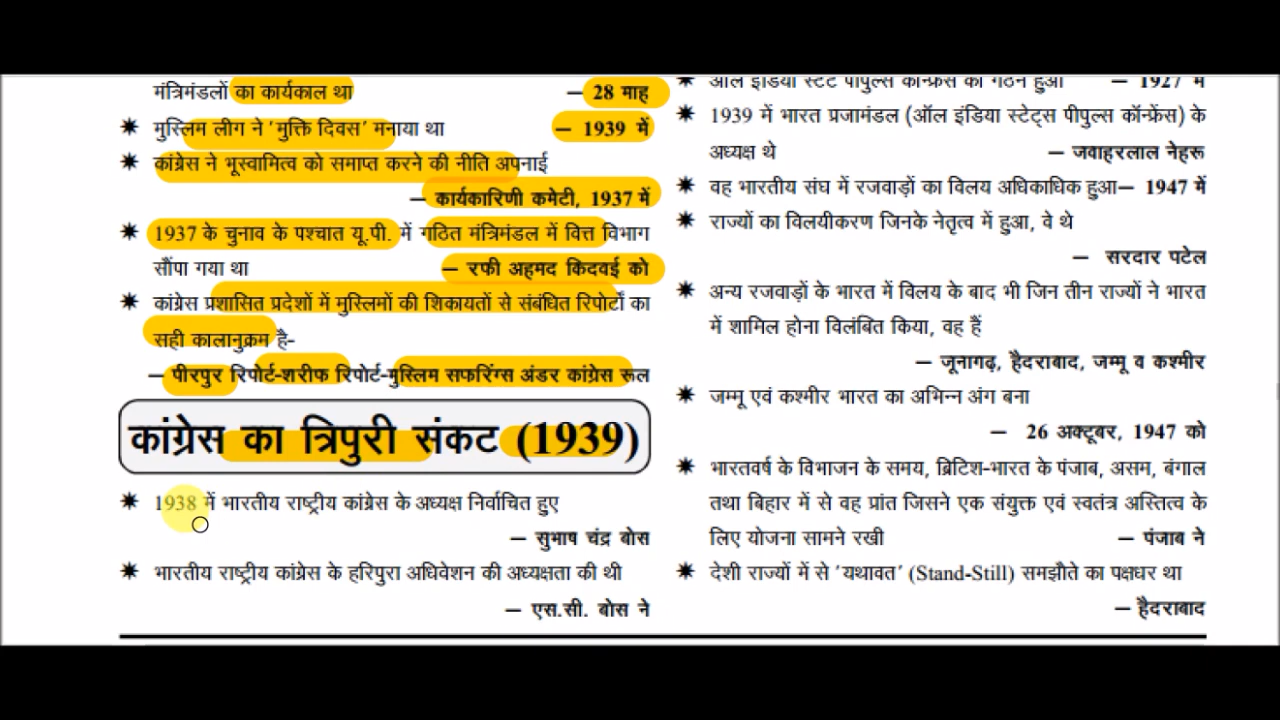 मंत्रिमंडलों का कार्यकाल था — 28 माह
✷ मुस्लिम लीग ने 'मुक्ति दिवस' मनाया था — 1939 में
✷ कांग्रेस ने भूस्वामित्व को समाप्त करने की नीति अपनाई
— कार्यकारिणी कमेटी, 1937 में
✷ 1937 के चुनाव के पश्चात यू.पी. में गठित मंत्रिमंडल में वित्त विभाग
सौंपा गया था — रफी अहमद किदवई को
✷ कांग्रेस प्रशासित प्रदेशों में मुस्लिमों की शिकायतों से संबंधित रिपोर्टों का
सही कालानुक्रम है-
— पीरपुर रिपोर्ट-शरीफ रिपोर्ट-मुस्लिम सफरिंग्स अंडर कांग्रेस रूल
कांग्रेस का त्रिपुरी संकट (1939)
✷ 1938 में भारतीय राष्ट्रीय कांग्रेस के अध्यक्ष निर्वाचित हुए
— सुभाष चंद्र बोस
✷ भारतीय राष्ट्रीय कांग्रेस के हरिपुरा अधिवेशन की अध्यक्षता की थी
— एस.सी. बोस ने
ऑल इंडिया स्टेट पीपुल्स कॉन्फ्रेंस का गठन हुआ — 1927 में
✷ 1939 में भारत प्रजामंडल (ऑल इंडिया स्टेट्स पीपुल्स कॉन्फ्रेंस) के
अध्यक्ष थे — जवाहरलाल नेहरू
✷ वह भारतीय संघ में रजवाड़ों का विलय अधिकाधिक हुआ— 1947 में
✷ राज्यों का विलयीकरण जिनके नेतृत्व में हुआ, वे थे
— सरदार पटेल
✷ अन्य रजवाड़ों के भारत में विलय के बाद भी जिन तीन राज्यों ने भारत
में शामिल होना विलंबित किया, वह हैं
— जूनागढ़, हैदराबाद, जम्मू व कश्मीर
✷ जम्मू एवं कश्मीर भारत का अभिन्न अंग बना
— 26 अक्टूबर, 1947 को
✷ भारतवर्ष के विभाजन के समय, ब्रिटिश-भारत के पंजाब, असम, बंगाल
तथा बिहार में से वह प्रांत जिसने एक संयुक्त एवं स्वतंत्र अस्तित्व के
लिए योजना सामने रखी — पंजाब ने
✷ देशी राज्यों में से 'यथावत' (Stand-Still) समझौते का पक्षधर था
— हैदराबाद